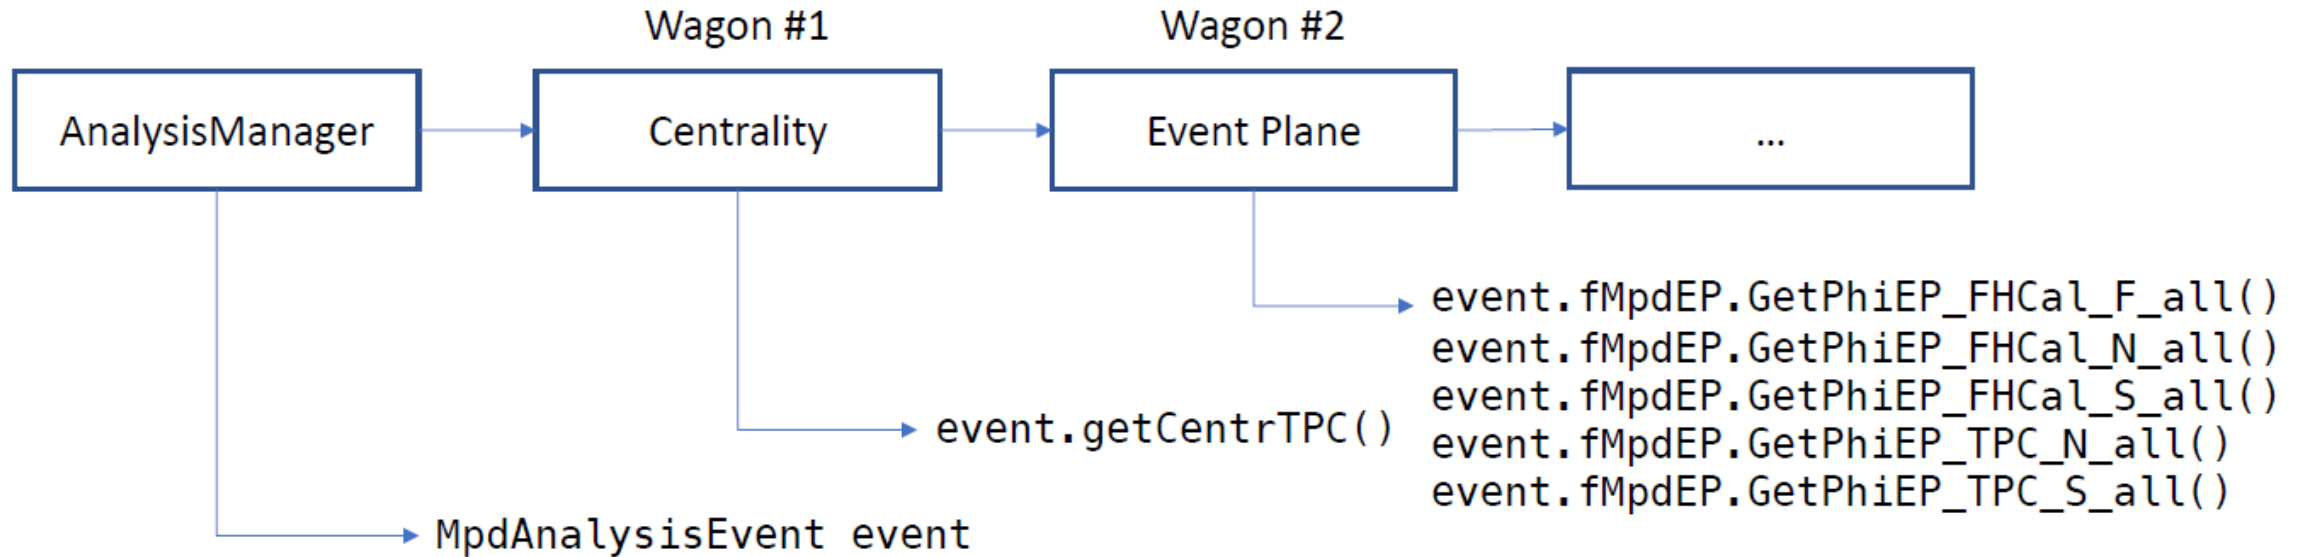 Wagon #1
Wagon #2
AnalysisManager
Centrality
Event Plane
...
event.fMpdEP.GetPhiEP_FHCal_F_all()
event.fMpdEP.GetPhiEP_FHCal_N_all()
event.fMpdEP.GetPhiEP_FHCal_S_all()
event.getCentrTPC()
event.fMpdEP.GetPhiEP_TPC_N_all()
event.fMpdEP.GetPhiEP_TPC_S_all()
MpdAnalysisEvent event